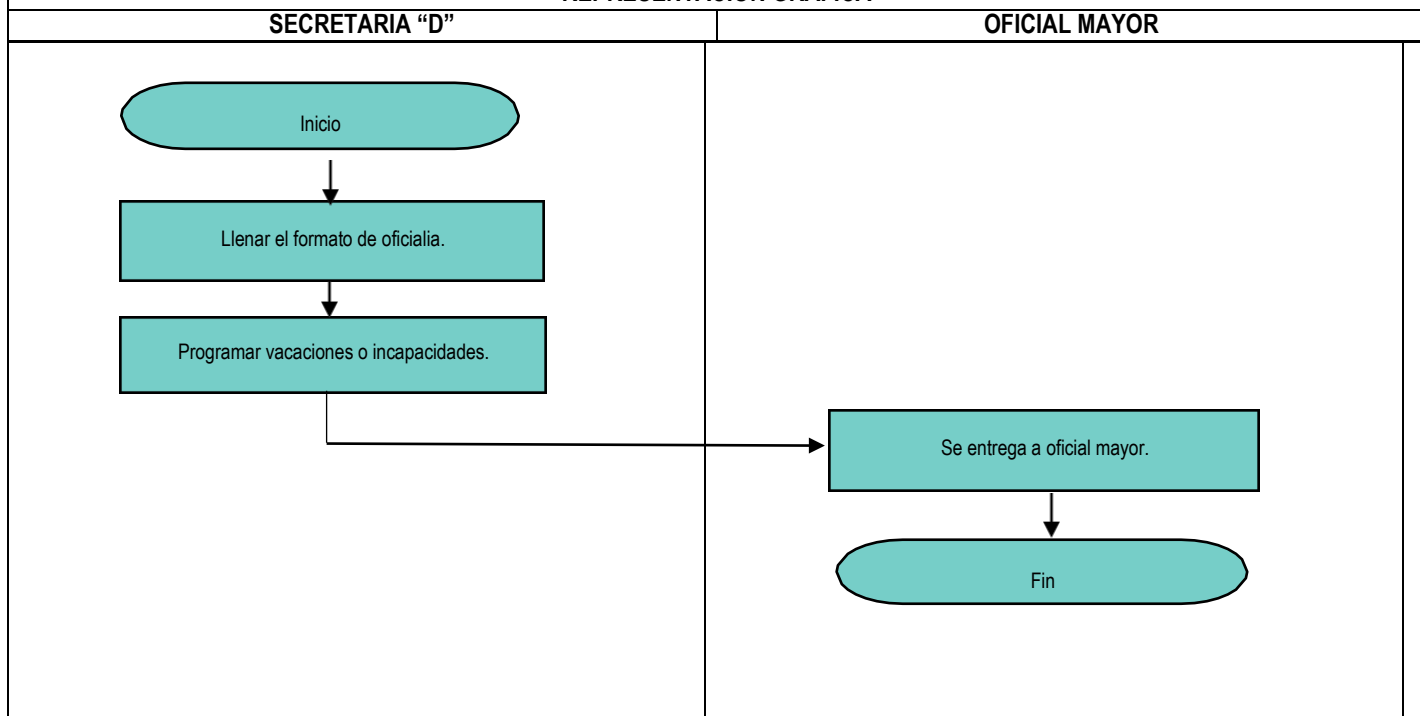 SECRETARIA “D”
OFICIAL MAYOR
Inicio
Llenar el formato de oficialia.
Programar vacaciones o incapacidades.
Se entrega a oficial mayor.
Fin